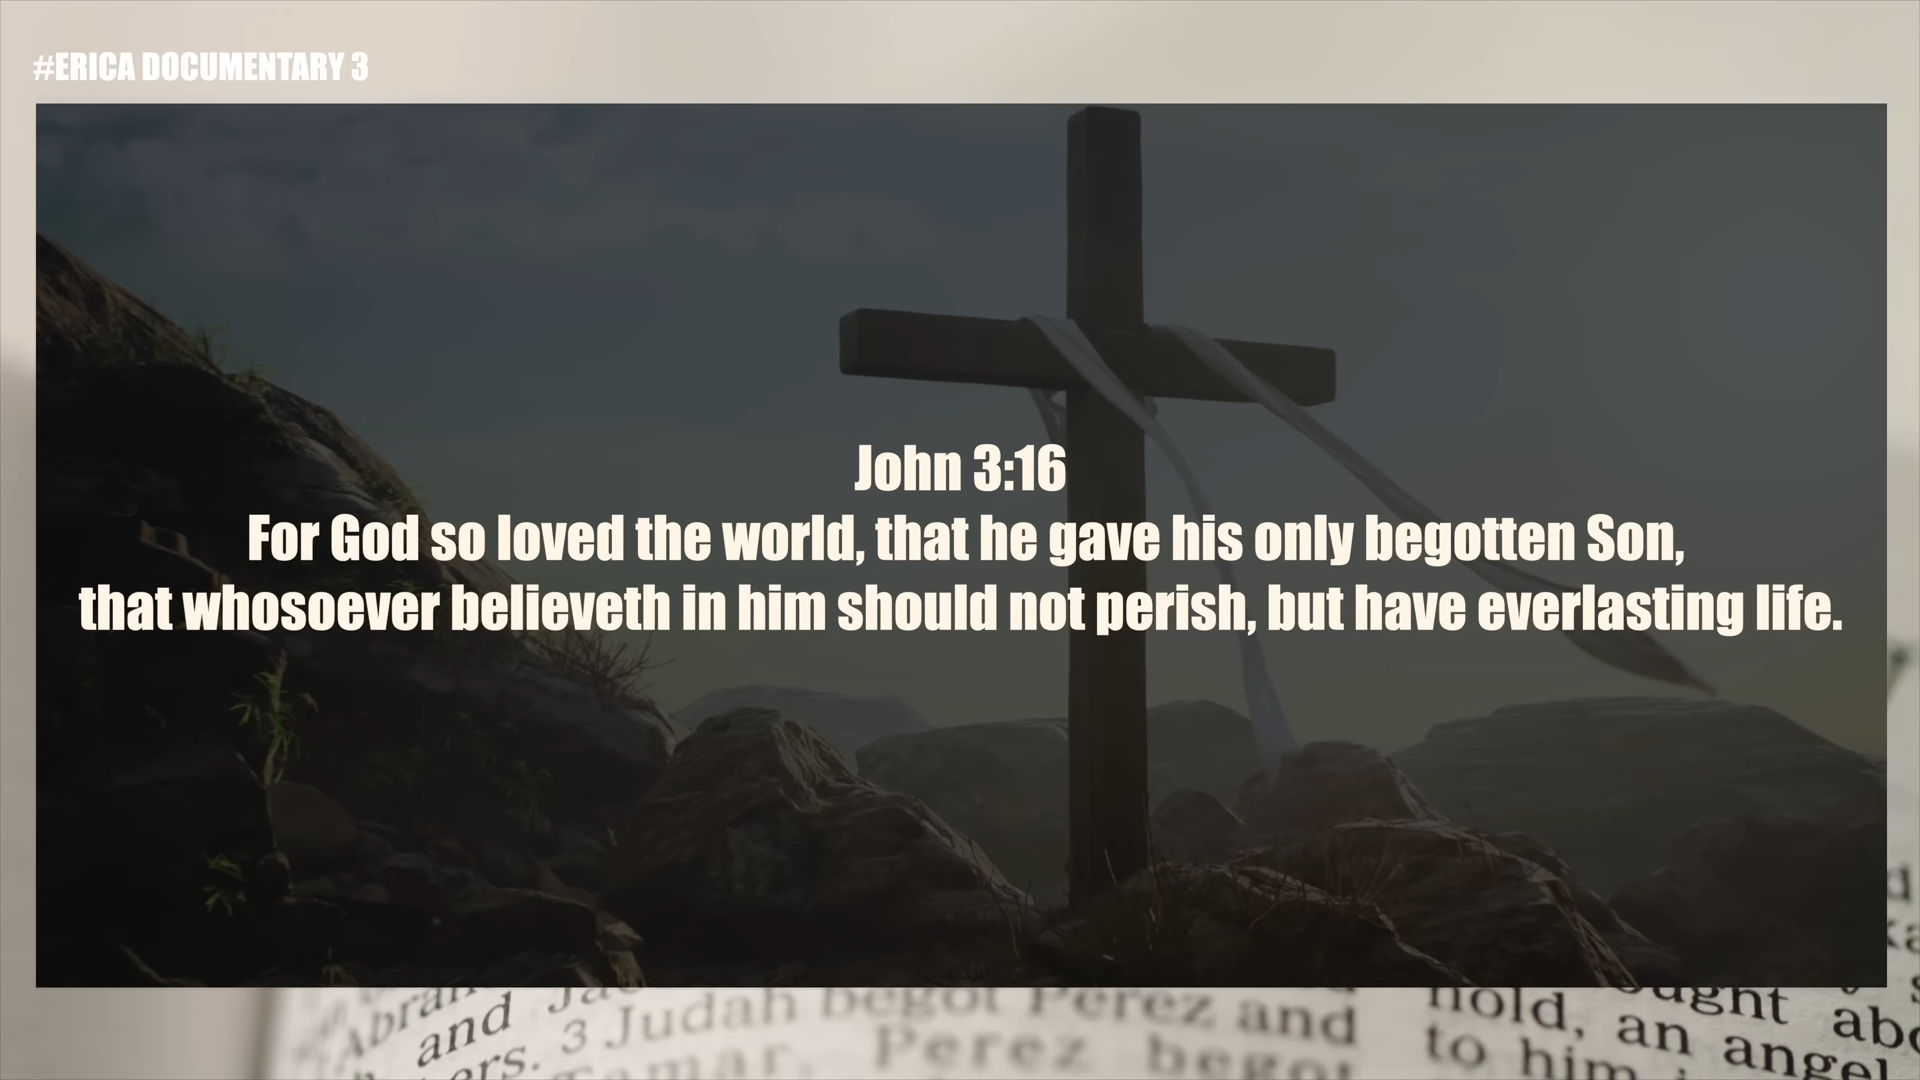 #ERICA DOCUMENTARY 3
John 3:16
For God so loved the world, that he gave his only begotten Son,
that whosoever believeth in him should not perish, but have everlasting life.
and
3 Judah begot Perez and
Perez begot
hold, an
to him
an angel